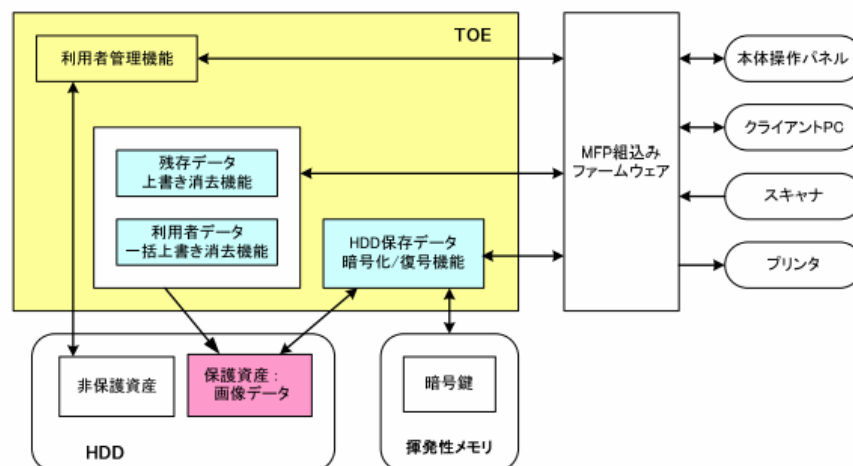 TOE
利用者管理機能
本体操作パネル
クライアントPC
残存データ
上書き消去機能
MFP組込み
ファームウェア
スキャナ
利用者データ
一括上書き消去機能
HDD保存データ
暗号化/復号機能
プリンタ
非保護資産
保護資産：
画像データ
暗号鍵
HDD
揮発性メモリ